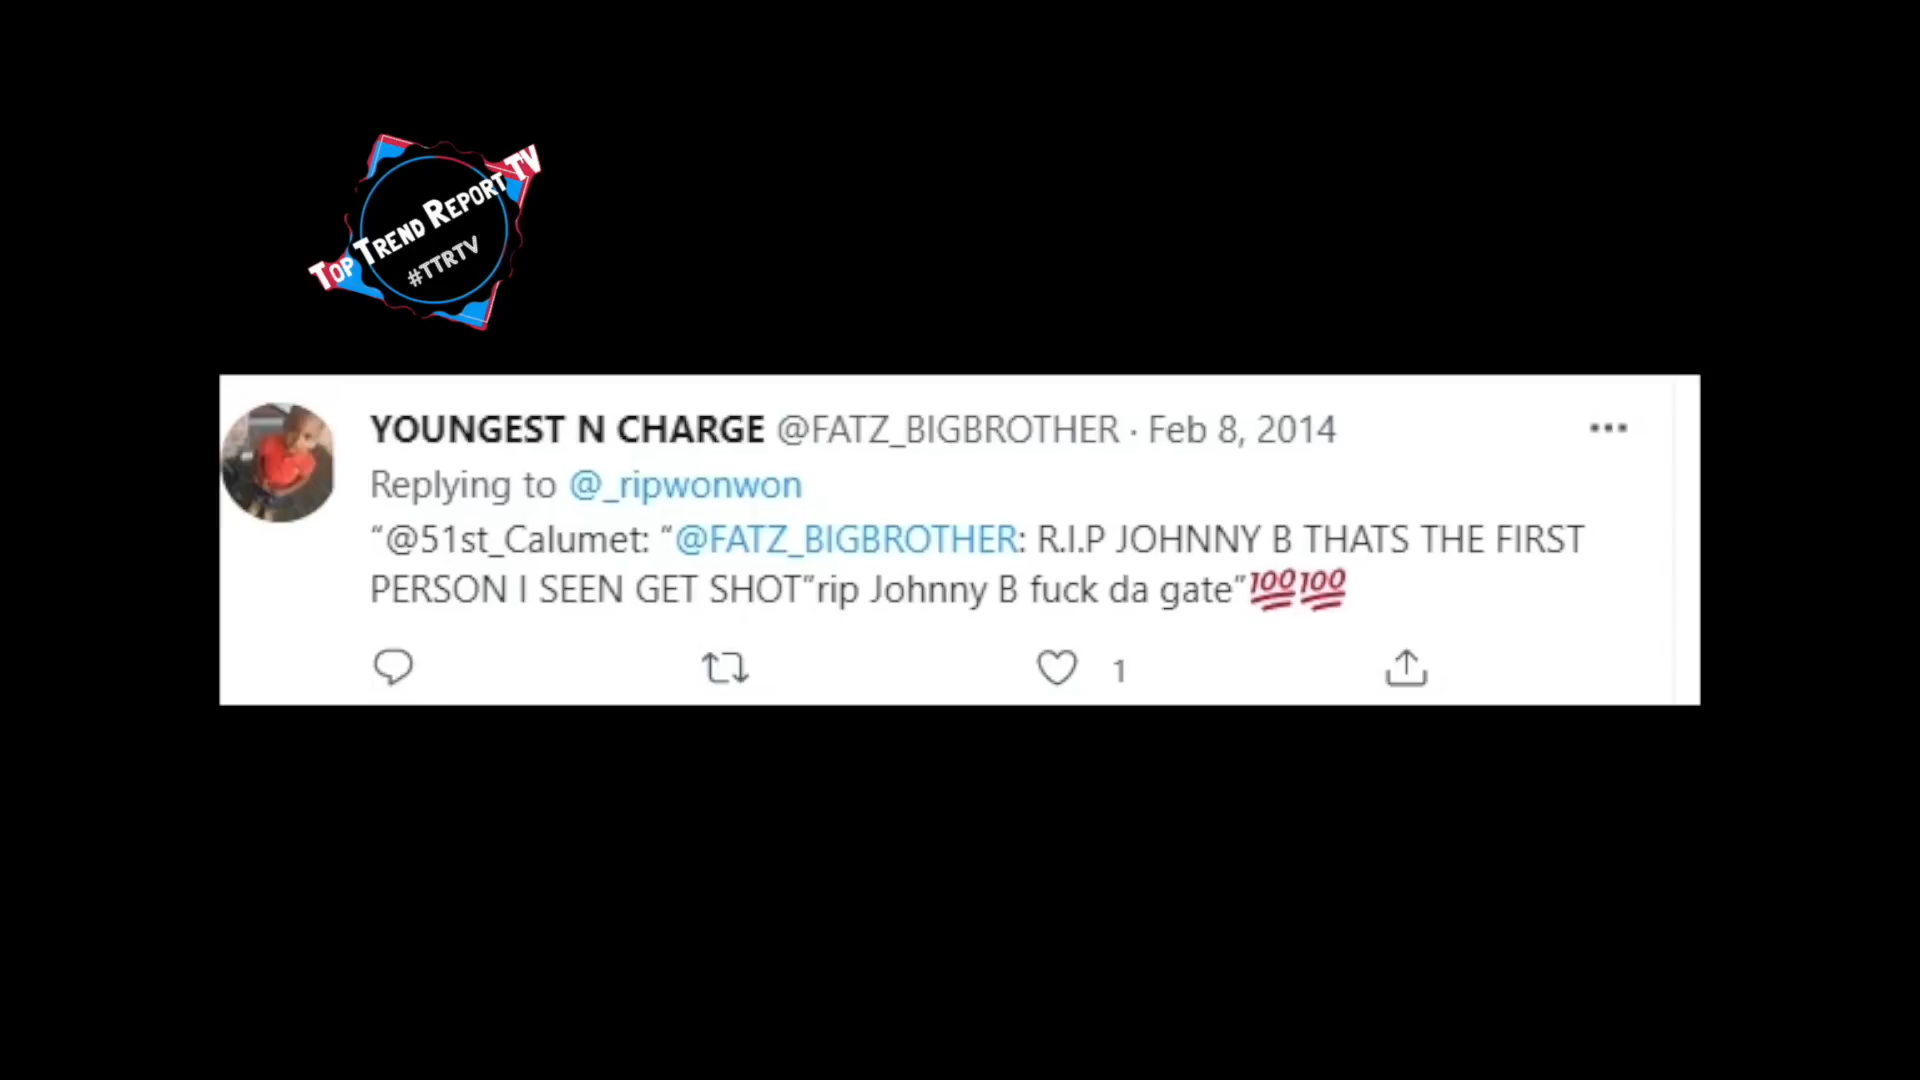 Top Trend Report TV
#TTRTV
YOUNGEST N CHARGE @FATZ_BIGBROTHER · Feb 8, 2014
Replying to @_ripwonwon
“@51st_Calumet: “@FATZ_BIGBROTHER: R.I.P JOHNNY B THATS THE FIRST
PERSON I SEEN GET SHOT”rip Johnny B fuck da gate”💯💯
1